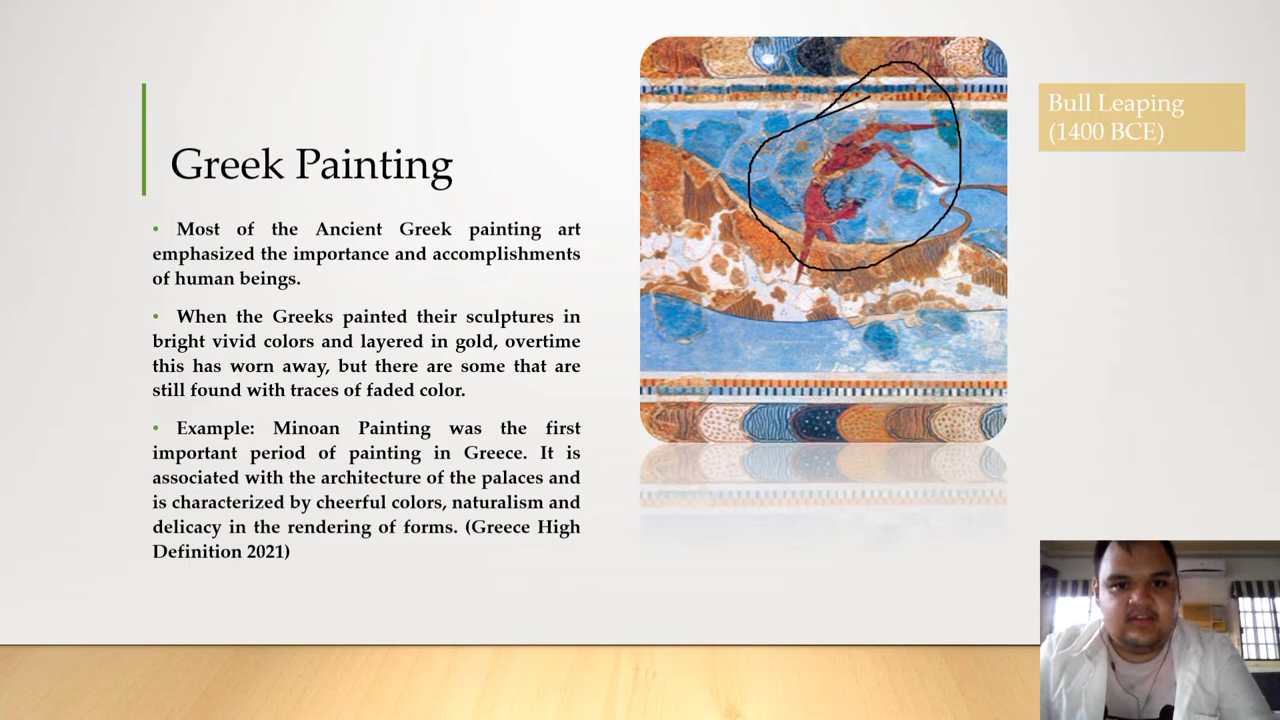 Greek Painting
• Most of the Ancient Greek painting art
emphasized the importance and accomplishments
of human beings.
• When the Greeks painted their sculptures in
bright vivid colors and layered in gold, overtime
this has worn away, but there are some that are
still found with traces of faded color.
• Example: Minoan Painting was the first
important period of painting in Greece. It is
associated with the architecture of the palaces and
is characterized by cheerful colors, naturalism and
delicacy in the rendering of forms. (Greece High
Definition 2021)
Bull Leaping
(1400 BCE)